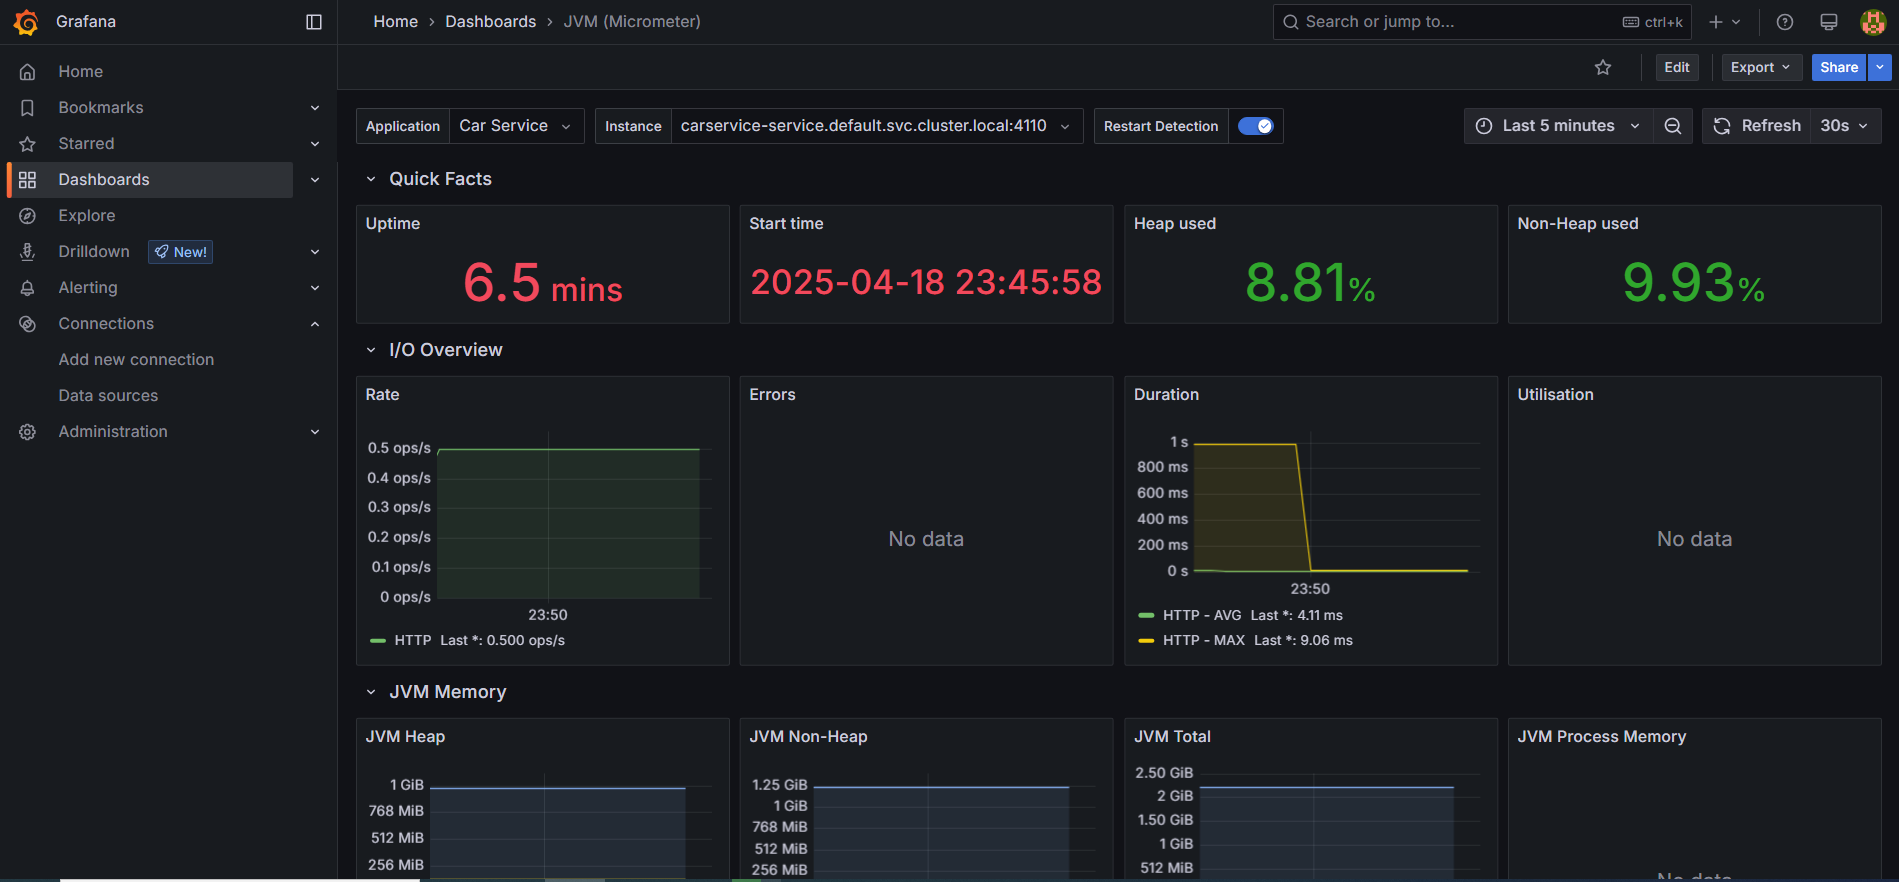 Grafana
Home › Dashboards › JVM (Micrometer)
Search or jump to...
ctrl+k
Home
Bookmarks
Starred
Dashboards
Explore
Drilldown
New!
Alerting
Connections
Add new connection
Data sources
Administration
Edit
Export
Share
Application
Car Service
Instance
carservice-service.default.svc.cluster.local:4110
Restart Detection
Last 5 minutes
Refresh
30s
Quick Facts
Uptime
6.5 mins
Start time
2025-04-18 23:45:58
Heap used
8.81%
Non-Heap used
9.93%
I/O Overview
Rate
0.5 ops/s
0.4 ops/s
0.3 ops/s
0.2 ops/s
0.1 ops/s
0 ops/s
23:50
HTTP Last *: 0.500 ops/s
Errors
No data
Duration
1 s
800 ms
600 ms
400 ms
200 ms
0 s
23:50
HTTP - AVG Last *: 4.11 ms
HTTP - MAX Last *: 9.06 ms
Utilisation
No data
JVM Memory
JVM Heap
1 GiB
768 MiB
512 MiB
256 MiB
JVM Non-Heap
1.25 GiB
1 GiB
768 MiB
512 MiB
256 MiB
JVM Total
2.50 GiB
2 GiB
1.50 GiB
1 GiB
512 MiB
JVM Process Memory